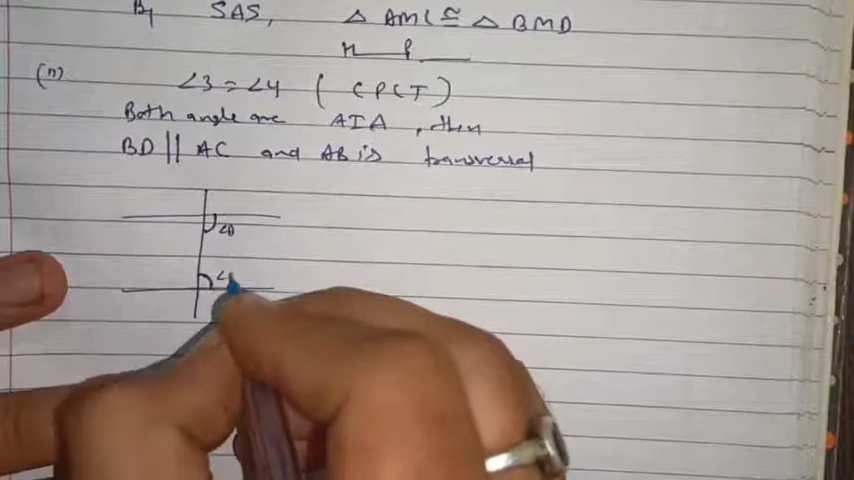 By SAS, △ AMC ≅ △ BMD
H P
(ii) ∠3 = ∠4 ( CPCT )
Both angle are AIA , then
BD || AC and AB is transversal